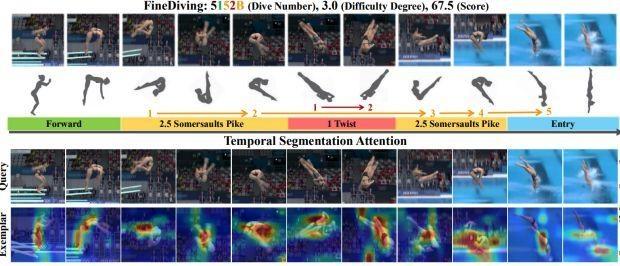 FineDiving: 5152B (Dive Number), 3.0 (Difficulty Degree), 67.5 (Score)
1 2 1 2 3 4 5
Forward 2.5 Somersaults Pike 1 Twist 2.5 Somersaults Pike Entry
Temporal Segmentation Attention
Query
Exemplar